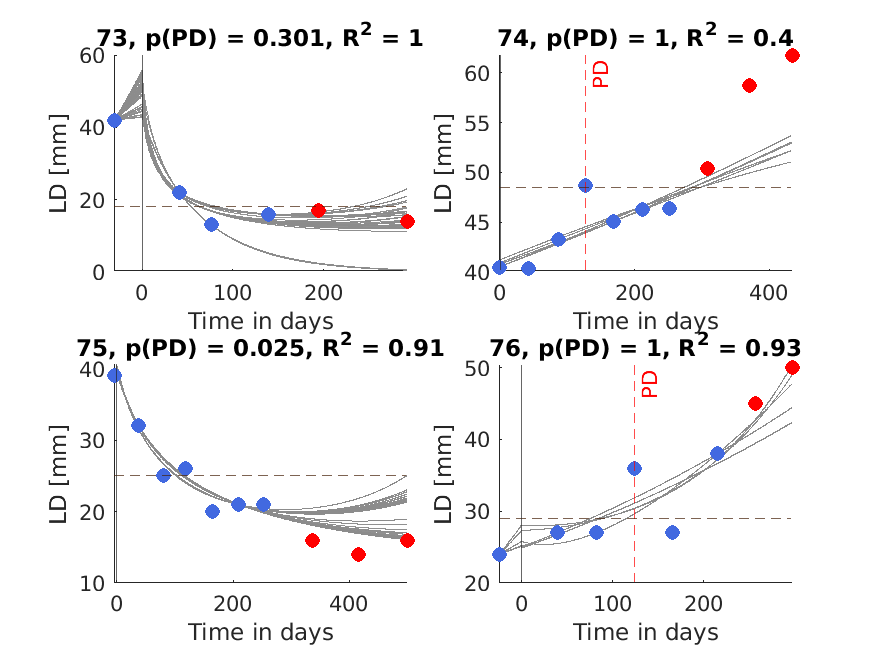 73, p(PD) = 0.301, R² = 1
60
40
20
0
LD [mm]
0 100 200
Time in days
74, p(PD) = 1, R² = 0.4
60
55
50
45
40
LD [mm]
PD
0 200 400
Time in days
75, p(PD) = 0.025, R² = 0.91
40
30
20
10
LD [mm]
0 200 400
Time in days
76, p(PD) = 1, R² = 0.93
50
40
30
20
LD [mm]
PD
0 100 200
Time in days